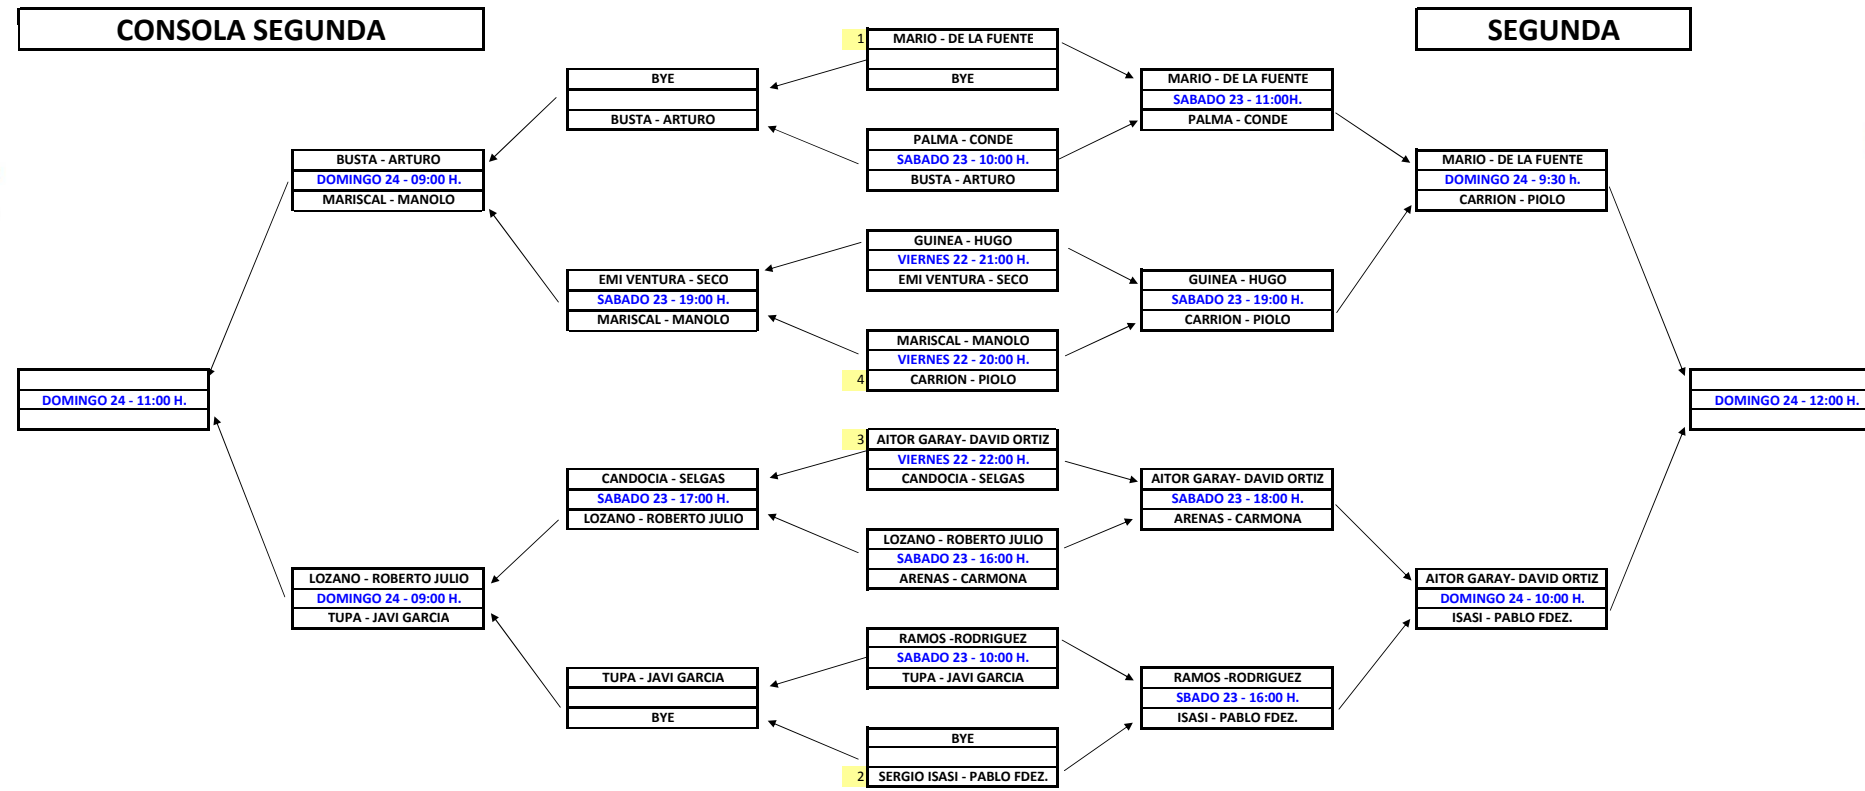 CONSOLA SEGUNDA
SEGUNDA
1
MARIO - DE LA FUENTE
BYE
PALMA - CONDE
SABADO 23 - 10:00 H.
BUSTA - ARTURO
GUINEA - HUGO
VIERNES 22 - 21:00 H.
EMI VENTURA - SECO
MARISCAL - MANOLO
VIERNES 22 - 20:00 H.
4
CARRION - PIOLO
3
AITOR GARAY- DAVID ORTIZ
VIERNES 22 - 22:00 H.
CANDOCIA - SELGAS
LOZANO - ROBERTO JULIO
SABADO 23 - 16:00 H.
ARENAS - CARMONA
RAMOS -RODRIGUEZ
SABADO 23 - 10:00 H.
TUPA - JAVI GARCIA
BYE
2
SERGIO ISASI - PABLO FDEZ.
BYE
BUSTA - ARTURO
EMI VENTURA - SECO
SABADO 23 - 19:00 H.
MARISCAL - MANOLO
CANDOCIA - SELGAS
SABADO 23 - 17:00 H.
LOZANO - ROBERTO JULIO
TUPA - JAVI GARCIA
BYE
BUSTA - ARTURO
DOMINGO 24 - 09:00 H.
MARISCAL - MANOLO
LOZANO - ROBERTO JULIO
DOMINGO 24 - 09:00 H.
TUPA - JAVI GARCIA
DOMINGO 24 - 11:00 H.
MARIO - DE LA FUENTE
SABADO 23 - 11:00H.
PALMA - CONDE
GUINEA - HUGO
SABADO 23 - 19:00 H.
CARRION - PIOLO
AITOR GARAY- DAVID ORTIZ
SABADO 23 - 18:00 H.
ARENAS - CARMONA
RAMOS -RODRIGUEZ
SBADO 23 - 16:00 H.
ISASI - PABLO FDEZ.
MARIO - DE LA FUENTE
DOMINGO 24 - 9:30 h.
CARRION - PIOLO
AITOR GARAY- DAVID ORTIZ
DOMINGO 24 - 10:00 H.
ISASI - PABLO FDEZ.
DOMINGO 24 - 12:00 H.